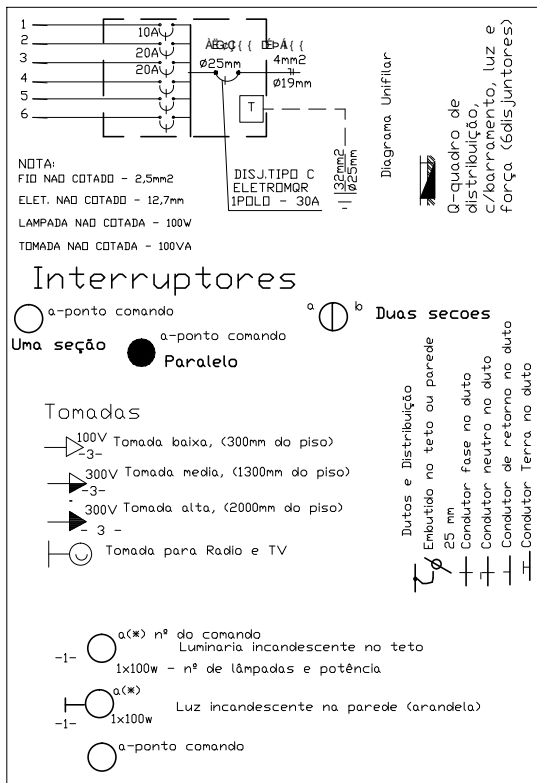 1
2
3
4
5
6
10A
20A
20A
Ø25mm
4mm2
Ø19mm
T
32mm2
Ø25mm
DISJ.TIPO C
ELETROMQR
1POLO - 30A
NOTA:
FIO NAO COTADO - 2,5mm2
ELET. NAO COTADO - 12,7mm
LAMPADA NAO COTADA - 100W
TOMADA NAO COTADA - 100VA
Diagrama Unifilar
Q-quadro de
distribuição,
c/barramento, luz e
força (6disjuntores)
Interruptores
a-ponto comando
Uma seção
a-ponto comando
Paralelo
a
b
Duas secoes
Tomadas
100V
-3-
Tomada baixa, (300mm do piso)
300V
-3-
Tomada media, (1300mm do piso)
300V
- 3 -
Tomada alta, (2000mm do piso)
Tomada para Radio e TV
Dutos e Distribuição
Embutido no teto ou parede
25 mm
Condutor fase no duto
Condutor neutro no duto
Condutor de retorno no duto
Condutor Terra no duto
a(*) nº do comando
Luminaria incandescente no teto
-1-
1x100w - nº de lâmpadas e potência
a(*)
-1-
1x100w
Luz incandescente na parede (arandela)
a-ponto comando